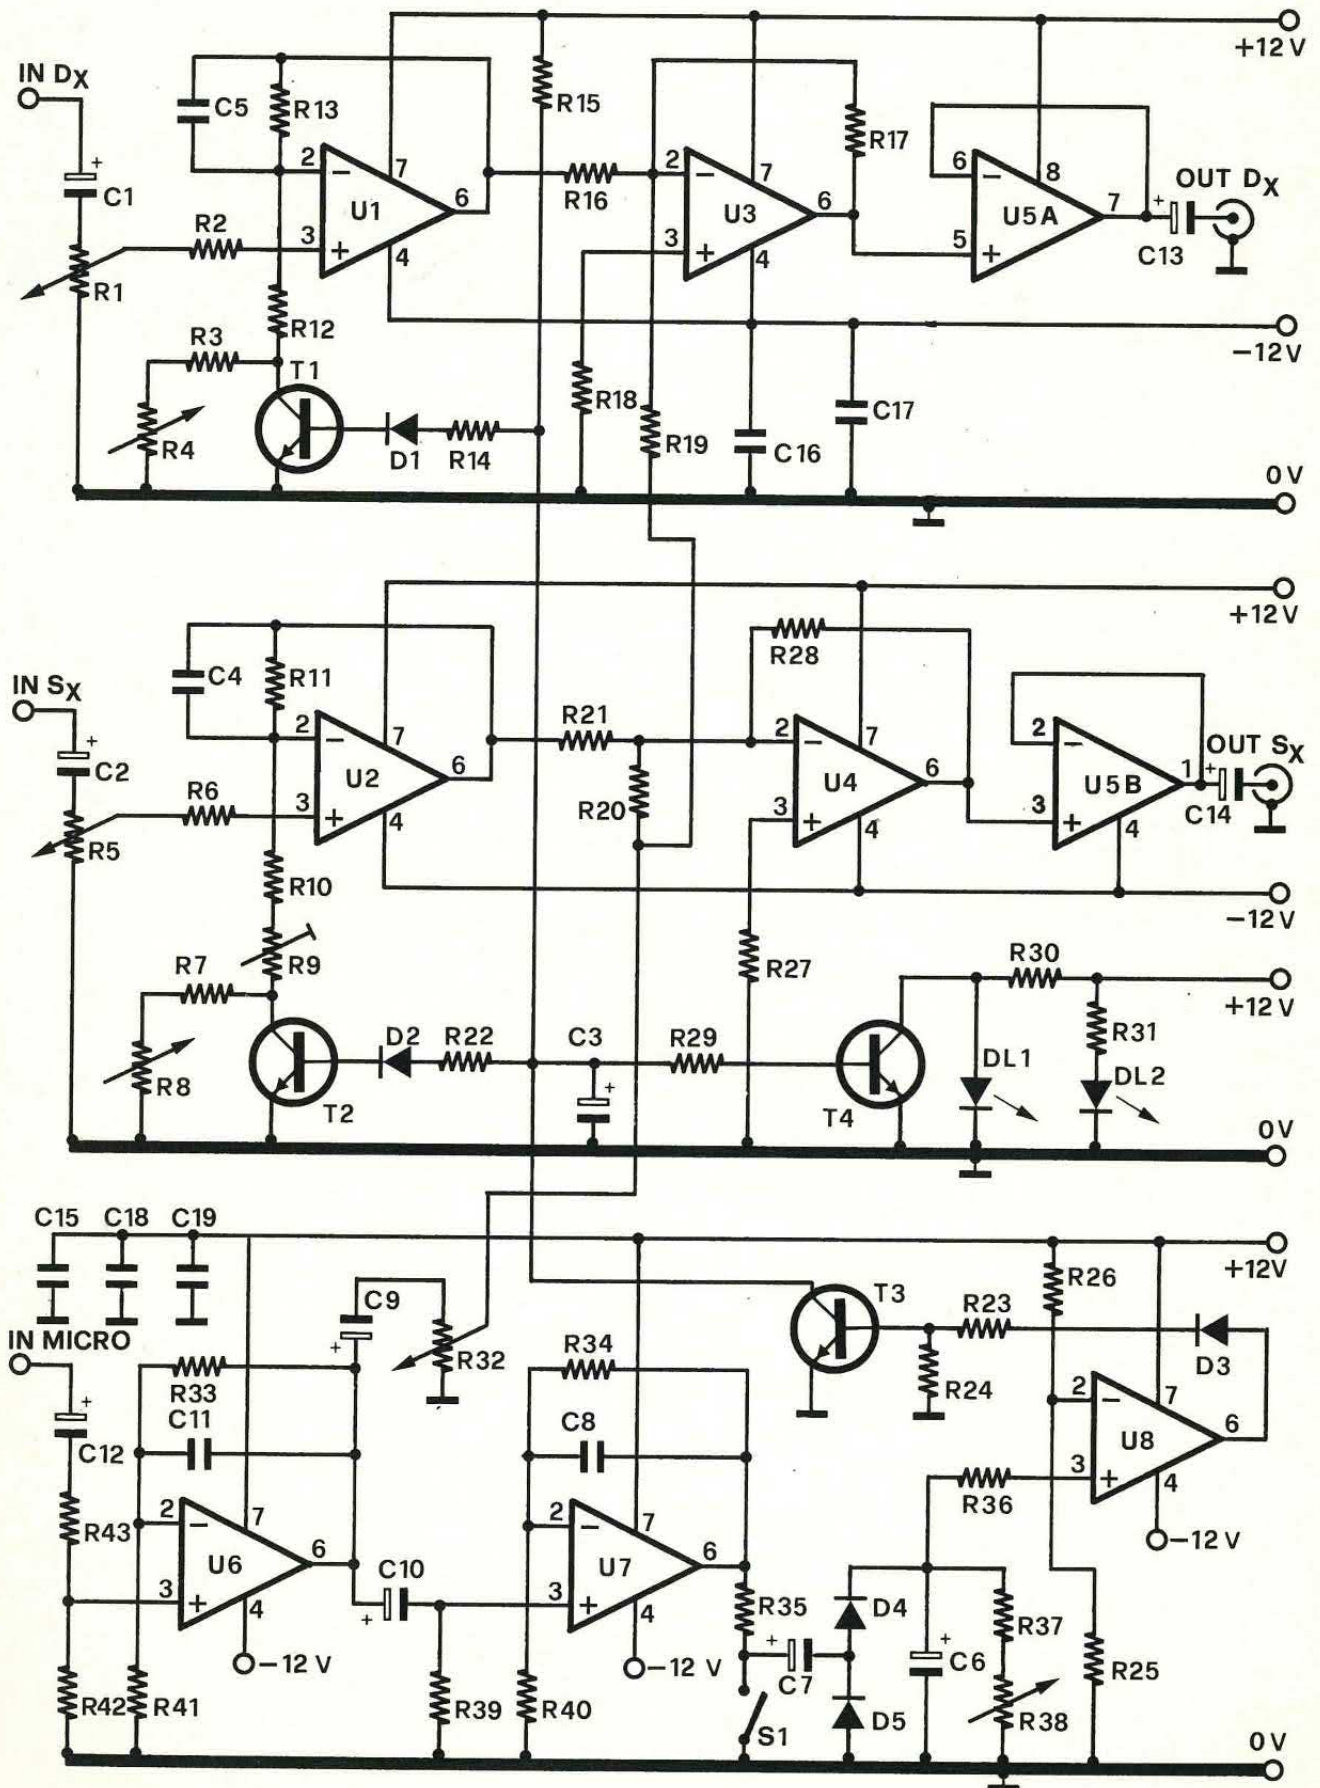 IN DX
C1
R1
R2
C5
R13
2
3
7
4
6
U1
R12
R3
T1
R4
D1
R14
R15
R16
2
3
7
4
6
U3
R17
R18
R19
C16
C17
6
5
8
7
U5A
OUT DX
C13
+12V
-12V
0V
IN SX
C2
R5
R6
C4
R11
2
3
7
4
6
U2
R10
R9
R7
R8
T2
D2
R22
R21
R20
C3
R29
R28
2
3
7
4
6
U4
R27
2
3
1
4
U5B
OUT SX
C14
+12V
-12V
T4
R30
R31
DL1
DL2
+12V
0V
C15
C18
C19
IN MICRO
C12
R43
R42
R33
C11
2
3
7
4
6
U6
-12 V
R41
C9
R32
C10
R39
R34
C8
2
3
7
4
6
U7
-12 V
R40
R35
S1
C7
D4
D5
C6
R37
R38
R36
T3
R23
R24
D3
R26
2
3
7
4
6
U8
-12 V
R25
+12V
0V